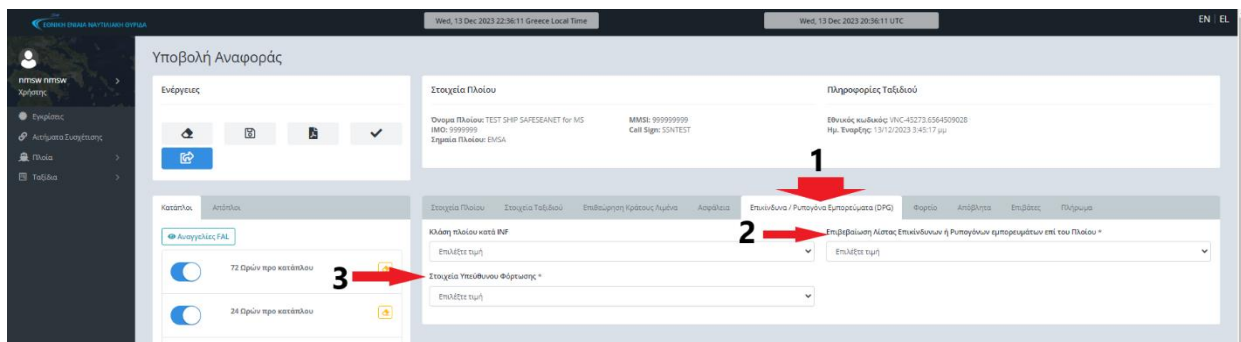 ΕΘΝΙΚΗ ΕΝΙΑΙΑ ΝΑΥΤΙΛΙΑΚΗ ΘΥΡΙΔΑ
Wed, 13 Dec 2023 22:36:11 Greece Local Time
Wed, 13 Dec 2023 20:36:11 UTC
EN | EL
nmsw nmsw
Χρήστης
Εγκρίσεις
Αιτήματα Συσχέτισης
Πλοία
Ταξίδια
Υποβολή Αναφοράς
Ενέργειες
Στοιχεία Πλοίου
Όνομα Πλοίου: TEST SHIP SAFESEANET for MS
IMO: 9999999
Σημαία Πλοίου: EMSA
MMSI: 999999999
Call Sign: SSNTEST
Πληροφορίες Ταξιδιού
Εθνικός κωδικός: VNC-45273.656450902B
Ημ. Έναρξης: 13/12/2023 3:45:17 μμ
1
Κατάπλοι Απόπλοι
Αναγγελίες FAL
72 Ωρών προ κατάπλου
24 Ωρών προ κατάπλου
Στοιχεία Πλοίου Στοιχεία Ταξιδιού Επιθεώρηση Κράτους Λιμένα Ασφάλεια Επικίνδυνα / Ρυπογόνα Εμπορεύματα (DPG) Φορτίο Απόβλητα Επιβάτες Πλήρωμα
Κλάση πλοίου κατά INF
Επιλέξτε τιμή
2
Επιβεβαίωση Λίστας Επικίνδυνων ή Ρυπογόνων εμπορευμάτων επί του Πλοίου *
Επιλέξτε τιμή
3
Στοιχεία Υπεύθυνου Φόρτωσης *
Επιλέξτε τιμή